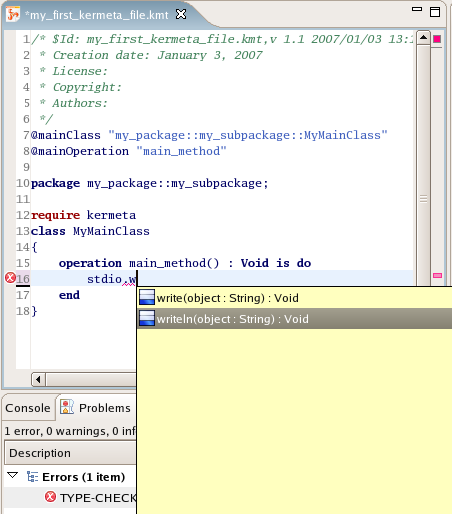 *my_first_kermeta_file.kmt
1 /* $Id: my_first_kermeta_file.kmt,v 1.1 2007/01/03 13:1
2 * Creation date: January 3, 2007
3 * License:
4 * Copyright:
5 * Authors:
6 */
7 @mainClass "my_package::my_subpackage::MyMainClass"
8 @mainOperation "main_method"
9
10 package my_package::my_subpackage;
11
12 require kermeta
13 class MyMainClass
14 {
15 operation main_method() : Void is do
16 stdio.w
17 end
18 }
write(object : String) : Void
writeln(object : String) : Void
Console Problems
1 error, 0 warnings, 0 inf
Description
Errors (1 item)
TYPE-CHECK